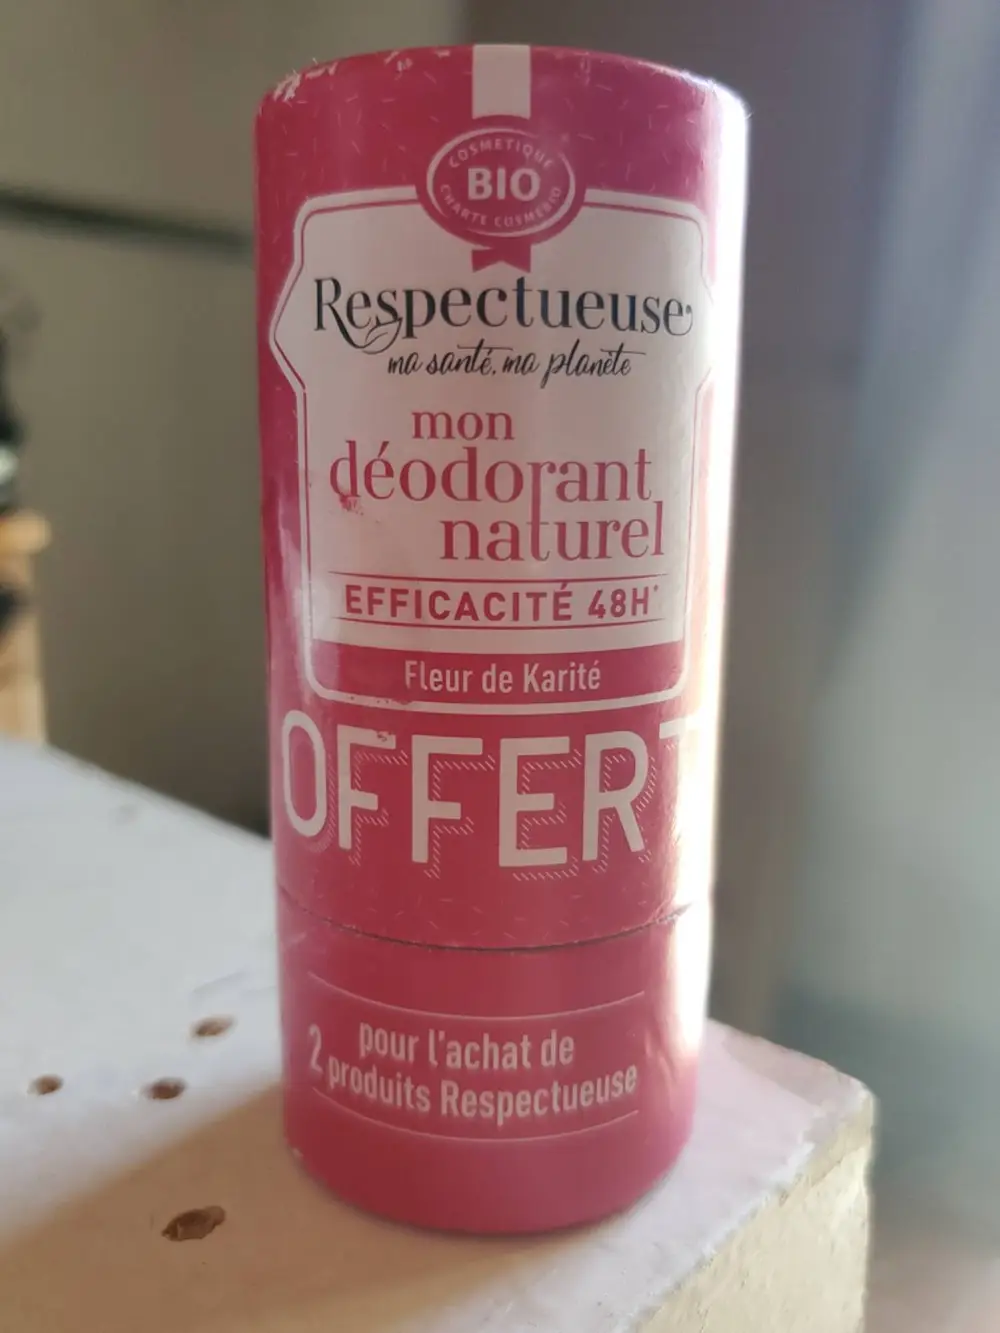 COSMETIQUE
BIO
CHARTE COSMEBIO
Respectueuse
ma santé, ma planète
mon
déodorant
naturel
EFFICACITÉ 48H*
Fleur de Karité
OFFERT
pour l'achat de
2 produits Respectueuse